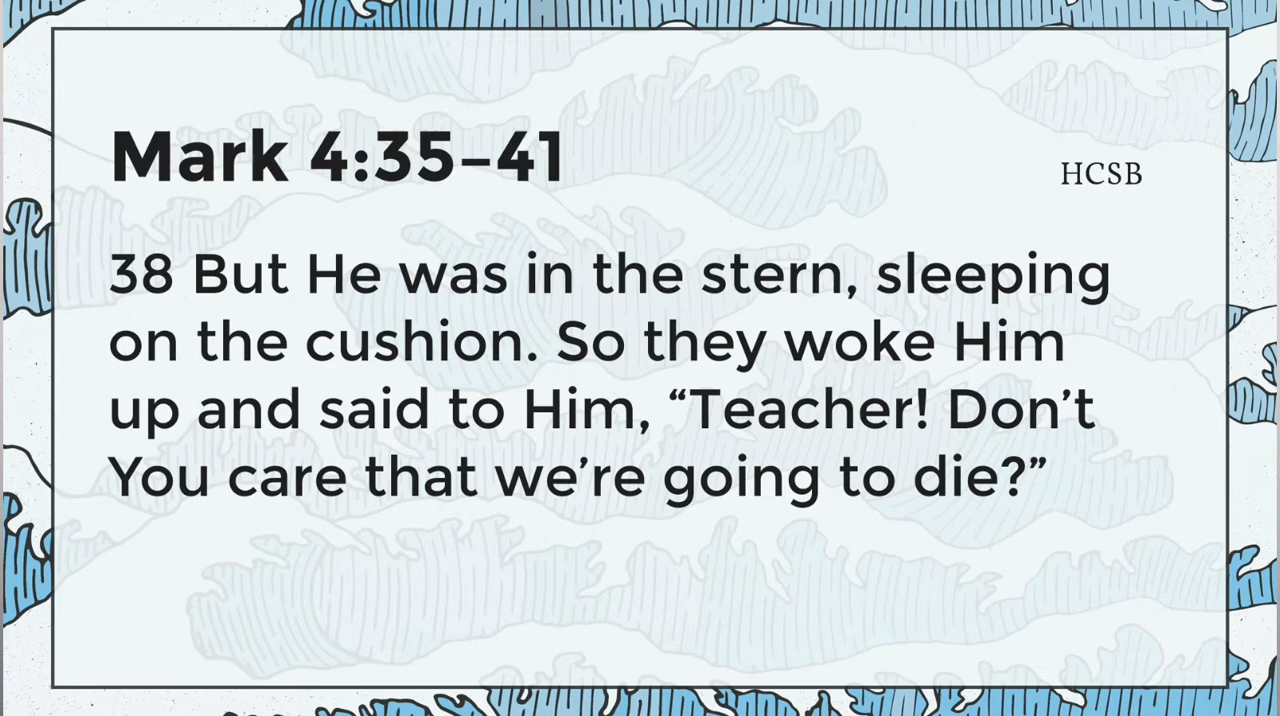 Mark 4:35–41
HCSB
38 But He was in the stern, sleeping
on the cushion. So they woke Him
up and said to Him, “Teacher! Don’t
You care that we’re going to die?”